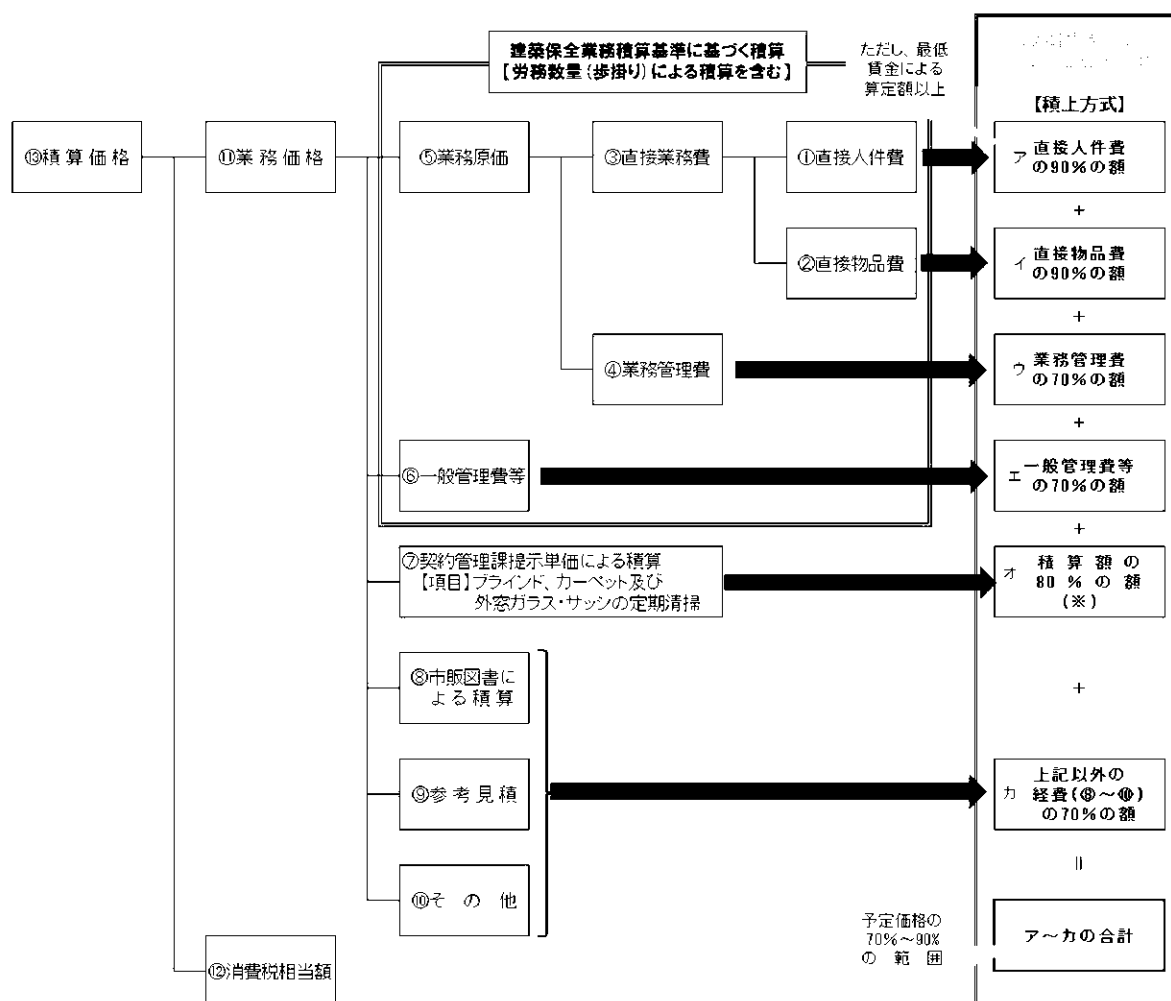 建築保全業務積算基準に基づく積算
【労務数量(歩掛り)による積算を含む】
ただし、最低
賃金による
算定額以上
【積上方式】
⑬積算価格
⑪業務価格
⑤業務原価
③直接業務費
①直接人件費
ア 直接人件費
の90%の額
+
②直接物品費
イ 直接物品費
の90%の額
+
④業務管理費
ウ 業務管理費
の70%の額
+
⑥一般管理費等
エ 一般管理費等
の70%の額
+
⑦契約管理課提示単価による積算
【項目】ブラインド、カーペット及び
外窓ガラス・サッシの定期清掃
オ 積算額の
80%の額
(※)
⑧市販図書に
よる積算
+
⑨参考見積
カ 上記以外の
経費(⑧~⑩)
の70%の額
||
⑩その他
予定価格の
70%~90%
の範囲
ア~カの合計
⑫消費税相当額